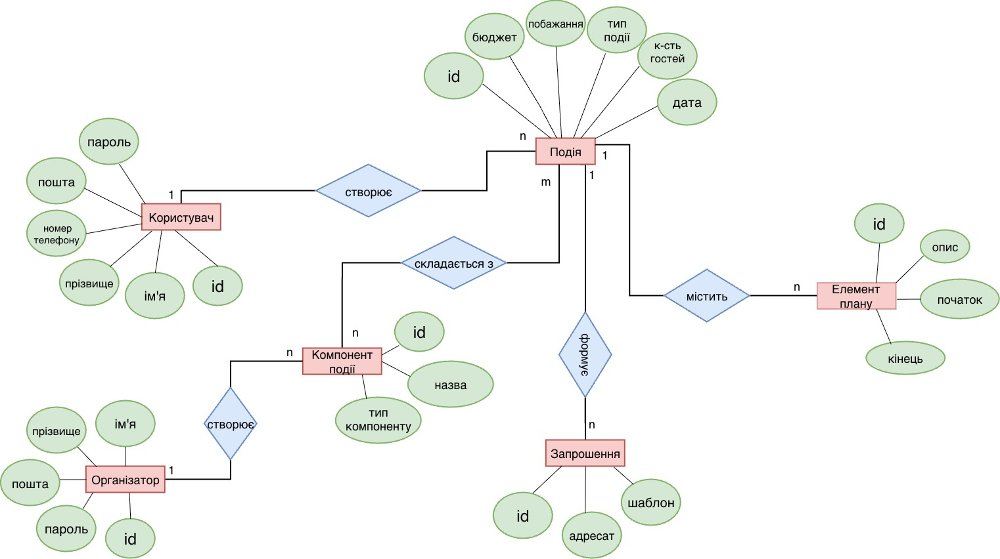 побажання
тип
події
бюджет
к-сть
гостей
id
дата
пароль
n
Подія
1
пошта
m
1
1
створює
Користувач
номер
телефону
id
опис
складається з
прізвище
ім'я
id
n
Елемент
плану
містить
початок
n
id
формує
n
Компонент
події
кінець
назва
тип
компоненту
ім'я
прізвище
створює
n
Запрошення
1
Організатор
пошта
шаблон
id
пароль
id
адресат